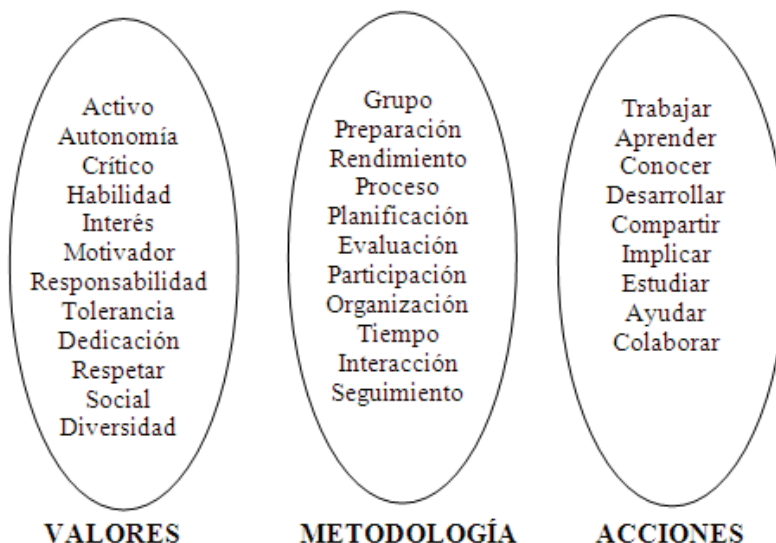 Activo
Autonomía
Crítico
Habilidad
Interés
Motivador
Responsabilidad
Tolerancia
Dedicación
Respetar
Social
Diversidad
VALORES
Grupo
Preparación
Rendimiento
Proceso
Planificación
Evaluación
Participación
Organización
Tiempo
Interacción
Seguimiento
METODOLOGÍA
Trabajar
Aprender
Conocer
Desarrollar
Compartir
Implicar
Estudiar
Ayudar
Colaborar
ACCIONES